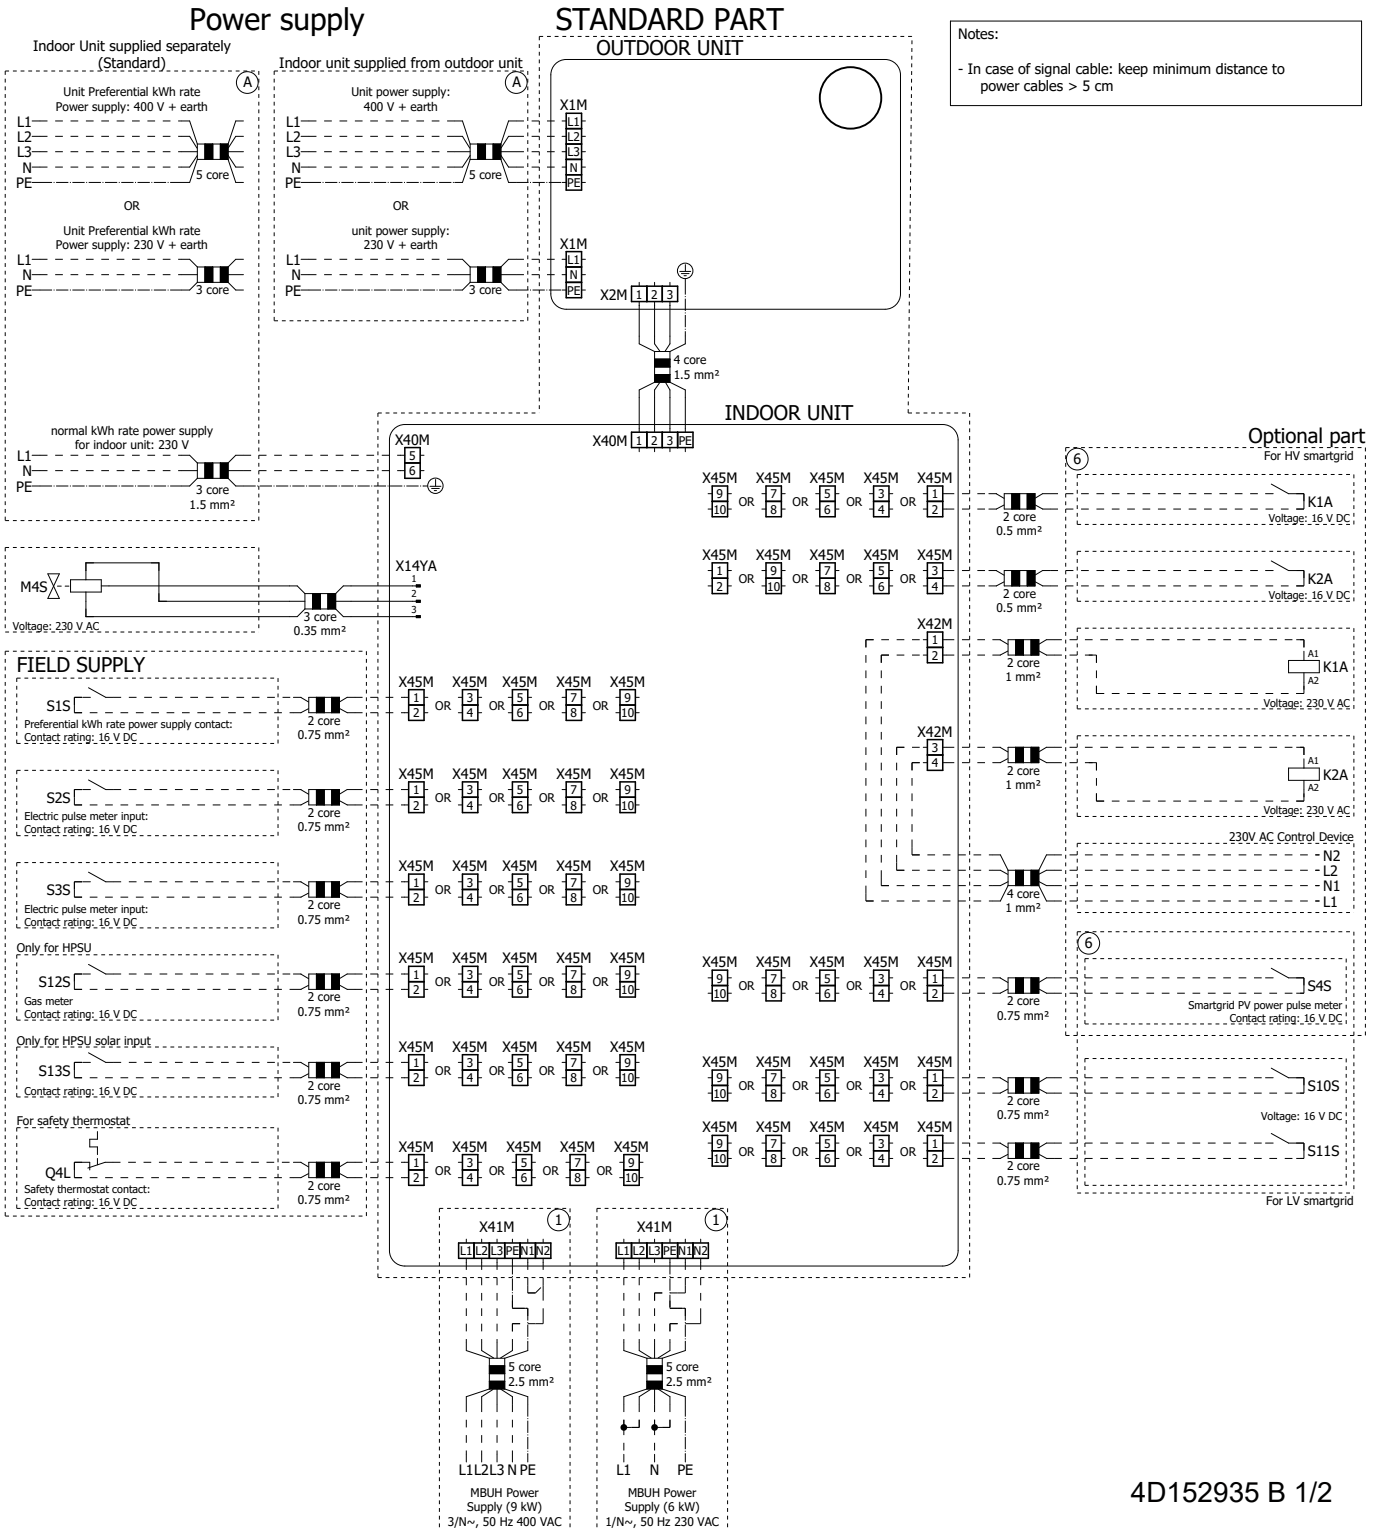 Power supply
STANDARD PART
Indoor Unit supplied separately
(Standard)
A
Unit Preferential kWh rate
Power supply: 400 V + earth
L1
L2
L3
N
PE
5 core
OR
Unit Preferential kWh rate
Power supply: 230 V + earth
L1
N
PE
3 core
normal kWh rate power supply
for indoor unit: 230 V
L1
N
PE
3 core
1.5 mm²
Indoor unit supplied from outdoor unit
A
Unit power supply:
400 V + earth
L1
L2
L3
N
PE
5 core
OR
unit power supply:
230 V + earth
L1
N
PE
3 core
OUTDOOR UNIT
X1M
L1
L2
L3
N
PE
X1M
L1
N
PE
X2M 1 2 3
4 core
1.5 mm²
Notes:
- In case of signal cable: keep minimum distance to
power cables > 5 cm
INDOOR UNIT
X40M 1 2 3 PE
X40M
5
6
M4S
Voltage: 230 V AC
3 core
0.35 mm²
X14YA
1
2
3
FIELD SUPPLY
S1S
Preferential kWh rate power supply contact:
Contact rating: 16 V DC
2 core
0.75 mm²
X45M X45M X45M X45M X45M
1 OR 3 OR 5 OR 7 OR 9
2 4 6 8 10
S2S
Electric pulse meter input:
Contact rating: 16 V DC
2 core
0.75 mm²
X45M X45M X45M X45M X45M
1 OR 3 OR 5 OR 7 OR 9
2 4 6 8 10
S3S
Electric pulse meter input:
Contact rating: 16 V DC
2 core
0.75 mm²
X45M X45M X45M X45M X45M
1 OR 3 OR 5 OR 7 OR 9
2 4 6 8 10
Only for HPSU
S12S
Gas meter
Contact rating: 16 V DC
2 core
0.75 mm²
X45M X45M X45M X45M X45M
1 OR 3 OR 5 OR 7 OR 9
2 4 6 8 10
Only for HPSU solar input
S13S
Contact rating: 16 V DC
2 core
0.75 mm²
X45M X45M X45M X45M X45M
1 OR 3 OR 5 OR 7 OR 9
2 4 6 8 10
For safety thermostat
Q4L
Safety thermostat contact:
Contact rating: 16 V DC
2 core
0.75 mm²
X45M X45M X45M X45M X45M
1 OR 3 OR 5 OR 7 OR 9
2 4 6 8 10
Optional part
For HV smartgrid
6
X45M X45M X45M X45M X45M
9 OR 7 OR 5 OR 3 OR 1
10 8 6 4 2
2 core
0.5 mm²
K1A
Voltage: 16 V DC
X45M X45M X45M X45M X45M
1 OR 9 OR 7 OR 5 OR 3
2 10 8 6 4
2 core
0.5 mm²
K2A
Voltage: 16 V DC
X42M
1
2
2 core
1 mm²
A1
K1A
A2
Voltage: 230 V AC
X42M
3
4
2 core
1 mm²
A1
K2A
A2
Voltage: 230 V AC
230V AC Control Device
N2
L2
N1
L1
4 core
1 mm²
6
X45M X45M X45M X45M X45M
9 OR 7 OR 5 OR 3 OR 1
10 8 6 4 2
2 core
0.75 mm²
S4S
Smartgrid PV power pulse meter
Contact rating: 16 V DC
X45M X45M X45M X45M X45M
9 OR 7 OR 5 OR 3 OR 1
10 8 6 4 2
2 core
0.75 mm²
S10S
Voltage: 16 V DC
X45M X45M X45M X45M X45M
9 OR 7 OR 5 OR 3 OR 1
10 8 6 4 2
2 core
0.75 mm²
S11S
For LV smartgrid
X41M
1
L1 L2 L3 PE N1 N2
5 core
2.5 mm²
L1 L2 L3 N PE
MBUH Power
Supply (9 kW)
3/N~, 50 Hz 400 VAC
X41M
1
L1 L2 L3 PE N1 N2
5 core
2.5 mm²
L1 N PE
MBUH Power
Supply (6 kW)
1/N~, 50 Hz 230 VAC
4D152935 B 1/2